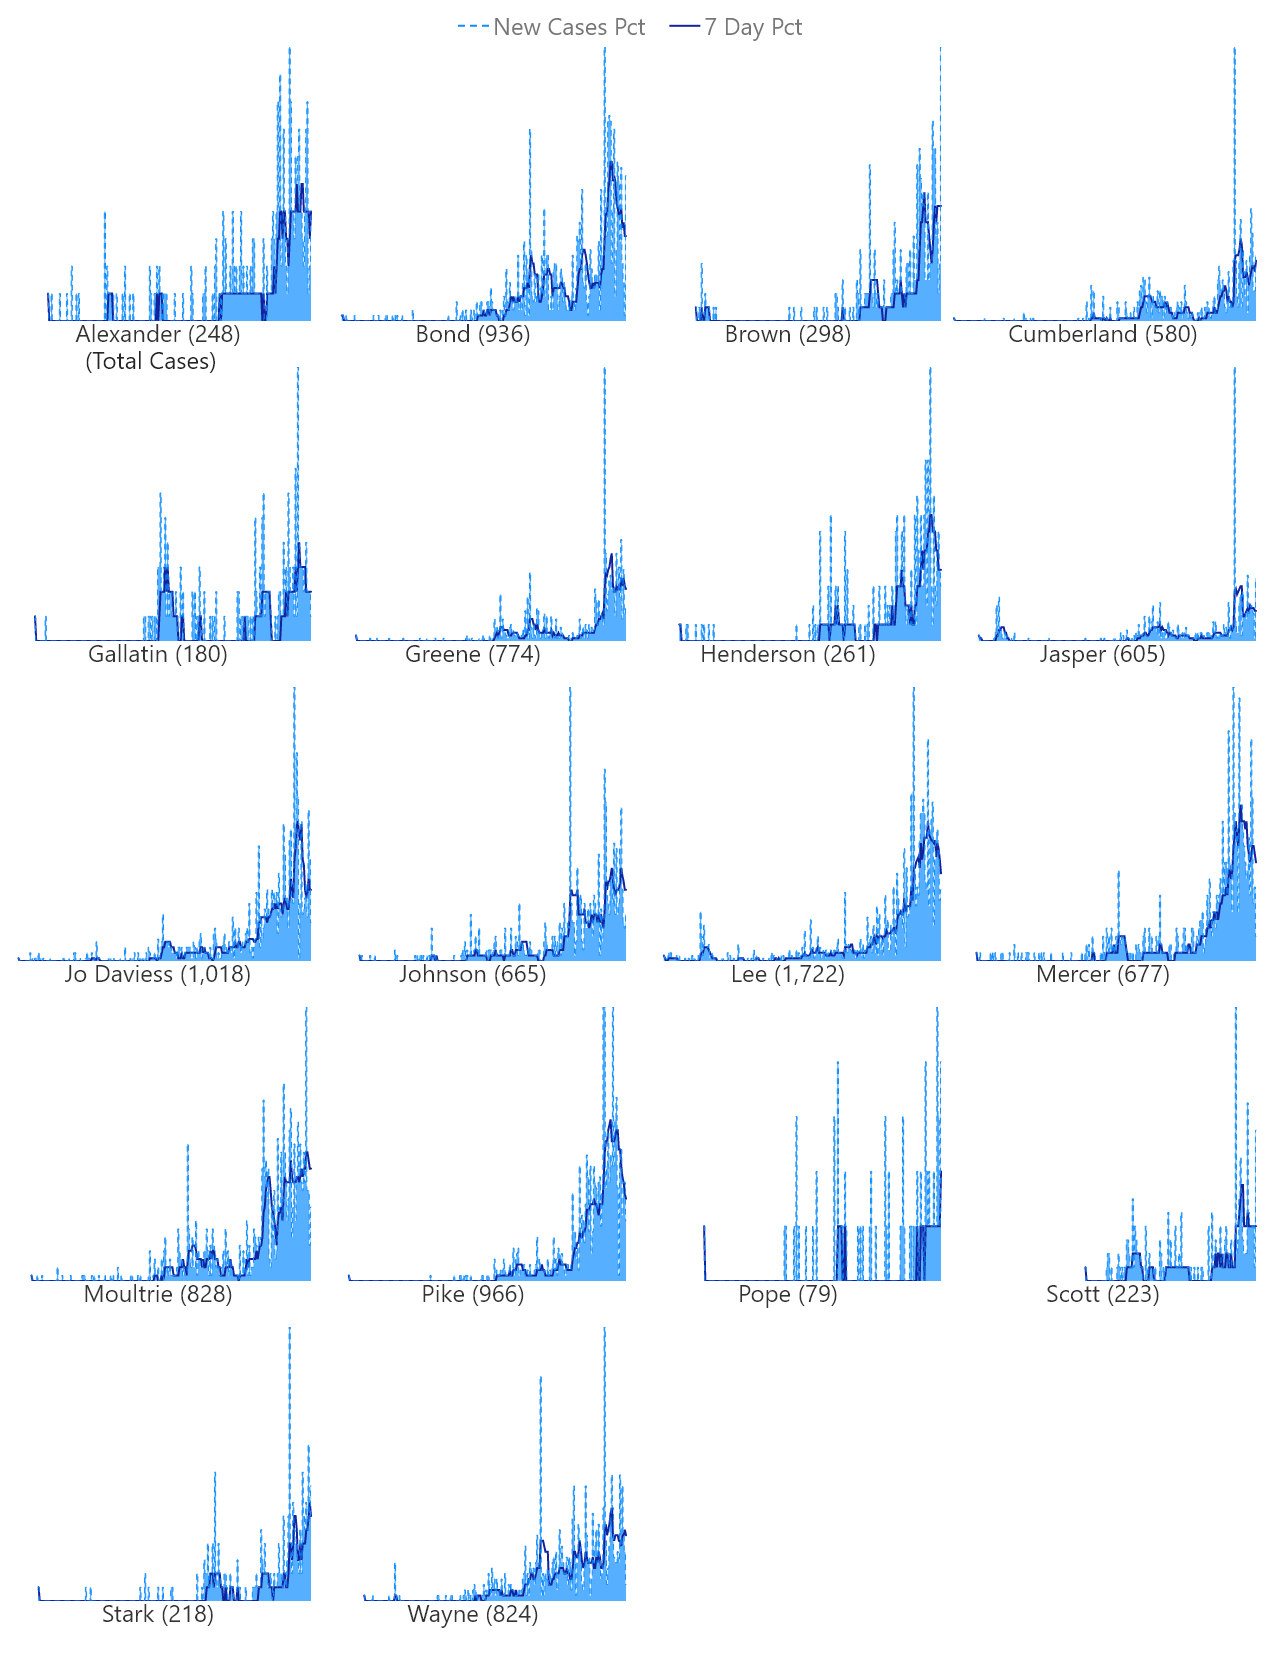 New Cases Pct 7 Day Pct
Alexander (248) Bond (936) Brown (298) Cumberland (580)
(Total Cases)
Gallatin (180) Greene (774) Henderson (261) Jasper (605)
Jo Daviess (1,018) Johnson (665) Lee (1,722) Mercer (677)
Moultrie (828) Pike (966) Pope (79) Scott (223)
Stark (218) Wayne (824)